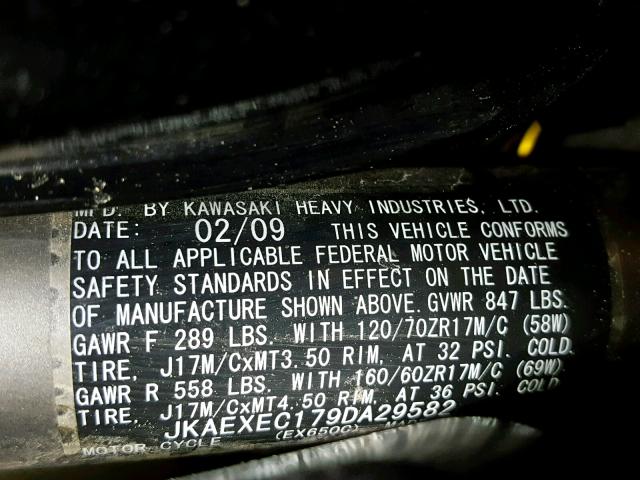 MFD. BY KAWASAKI HEAVY INDUSTRIES, LTD.
DATE: 02/09 THIS VEHICLE CONFORMS
TO ALL APPLICABLE FEDERAL MOTOR VEHICLE
SAFETY STANDARDS IN EFFECT ON THE DATE
OF MANUFACTURE SHOWN ABOVE. GVWR 847 LBS.
GAWR F 289 LBS. WITH 120/70ZR17M/C (58W)
TIRE, J17M/CxMT3.50 RIM, AT 32 PSI. COLD.
GAWR R 558 LBS. WITH 160/60ZR17M/C (69W)
TIRE, J17M/CxMT4.50 RIM, AT 36 PSI. COLD
JKAEXEC179DA29582
MOTOR CYCLE (EX650C)